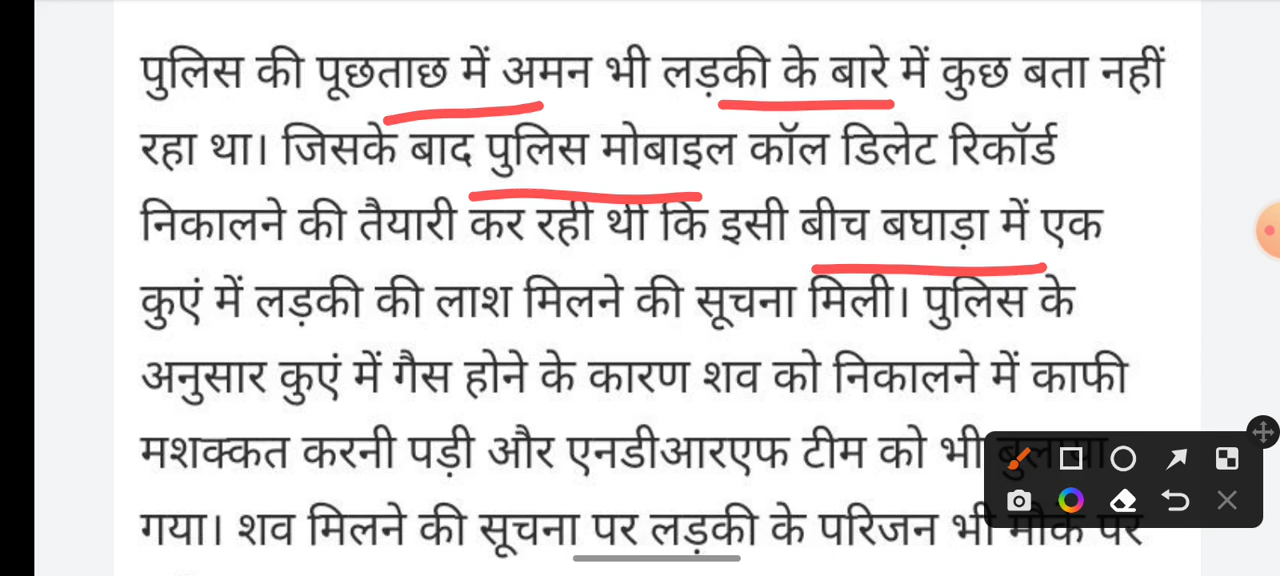 पुलिस की पूछताछ में अमन भी लड़की के बारे में कुछ बता नहीं
रहा था। जिसके बाद पुलिस मोबाइल कॉल डिलेट रिकॉर्ड
निकालने की तैयारी कर रही थी कि इसी बीच बघाड़ा में एक
कुएं में लड़की की लाश मिलने की सूचना मिली। पुलिस के
अनुसार कुएं में गैस होने के कारण शव को निकालने में काफी
मशक्कत करनी पड़ी और एनडीआरएफ टीम को भी बुलाया
गया। शव मिलने की सूचना पर लड़की के परिजन भी मौके पर